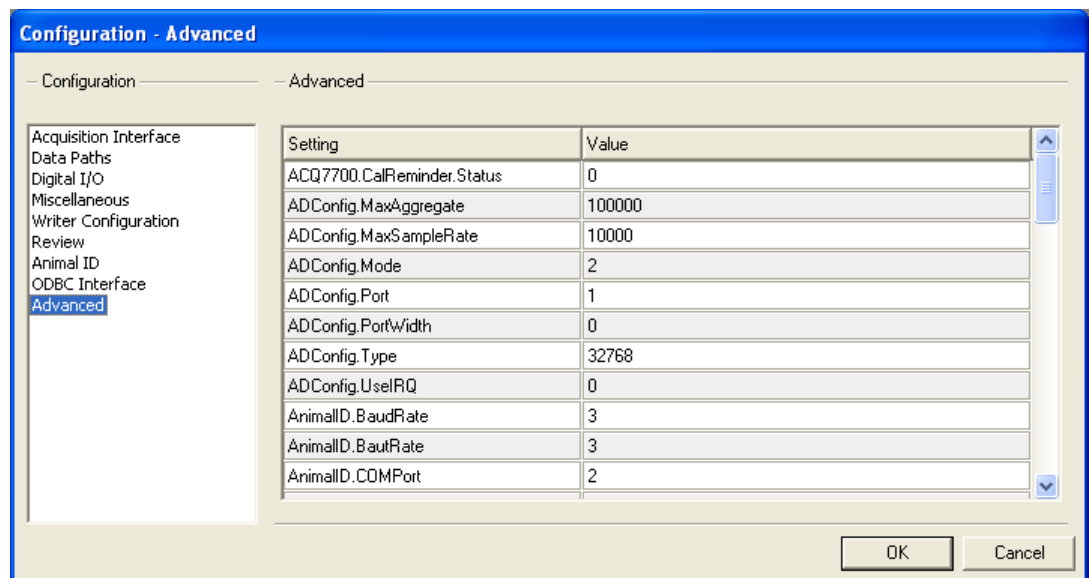 Configuration - Advanced
Configuration
Advanced
Acquisition Interface
Data Paths
Digital I/O
Miscellaneous
Writer Configuration
Review
Animal ID
ODBC Interface
Advanced
Setting Value
ACQ7700.CalReminder.Status 0
ADConfig.MaxAggregate 100000
ADConfig.MaxSampleRate 10000
ADConfig.Mode 2
ADConfig.Port 1
ADConfig.PortWidth 0
ADConfig.Type 32768
ADConfig.UseIRQ 0
AnimalID.BaudRate 3
AnimalID.BautRate 3
AnimalID.COMPort 2
OK Cancel